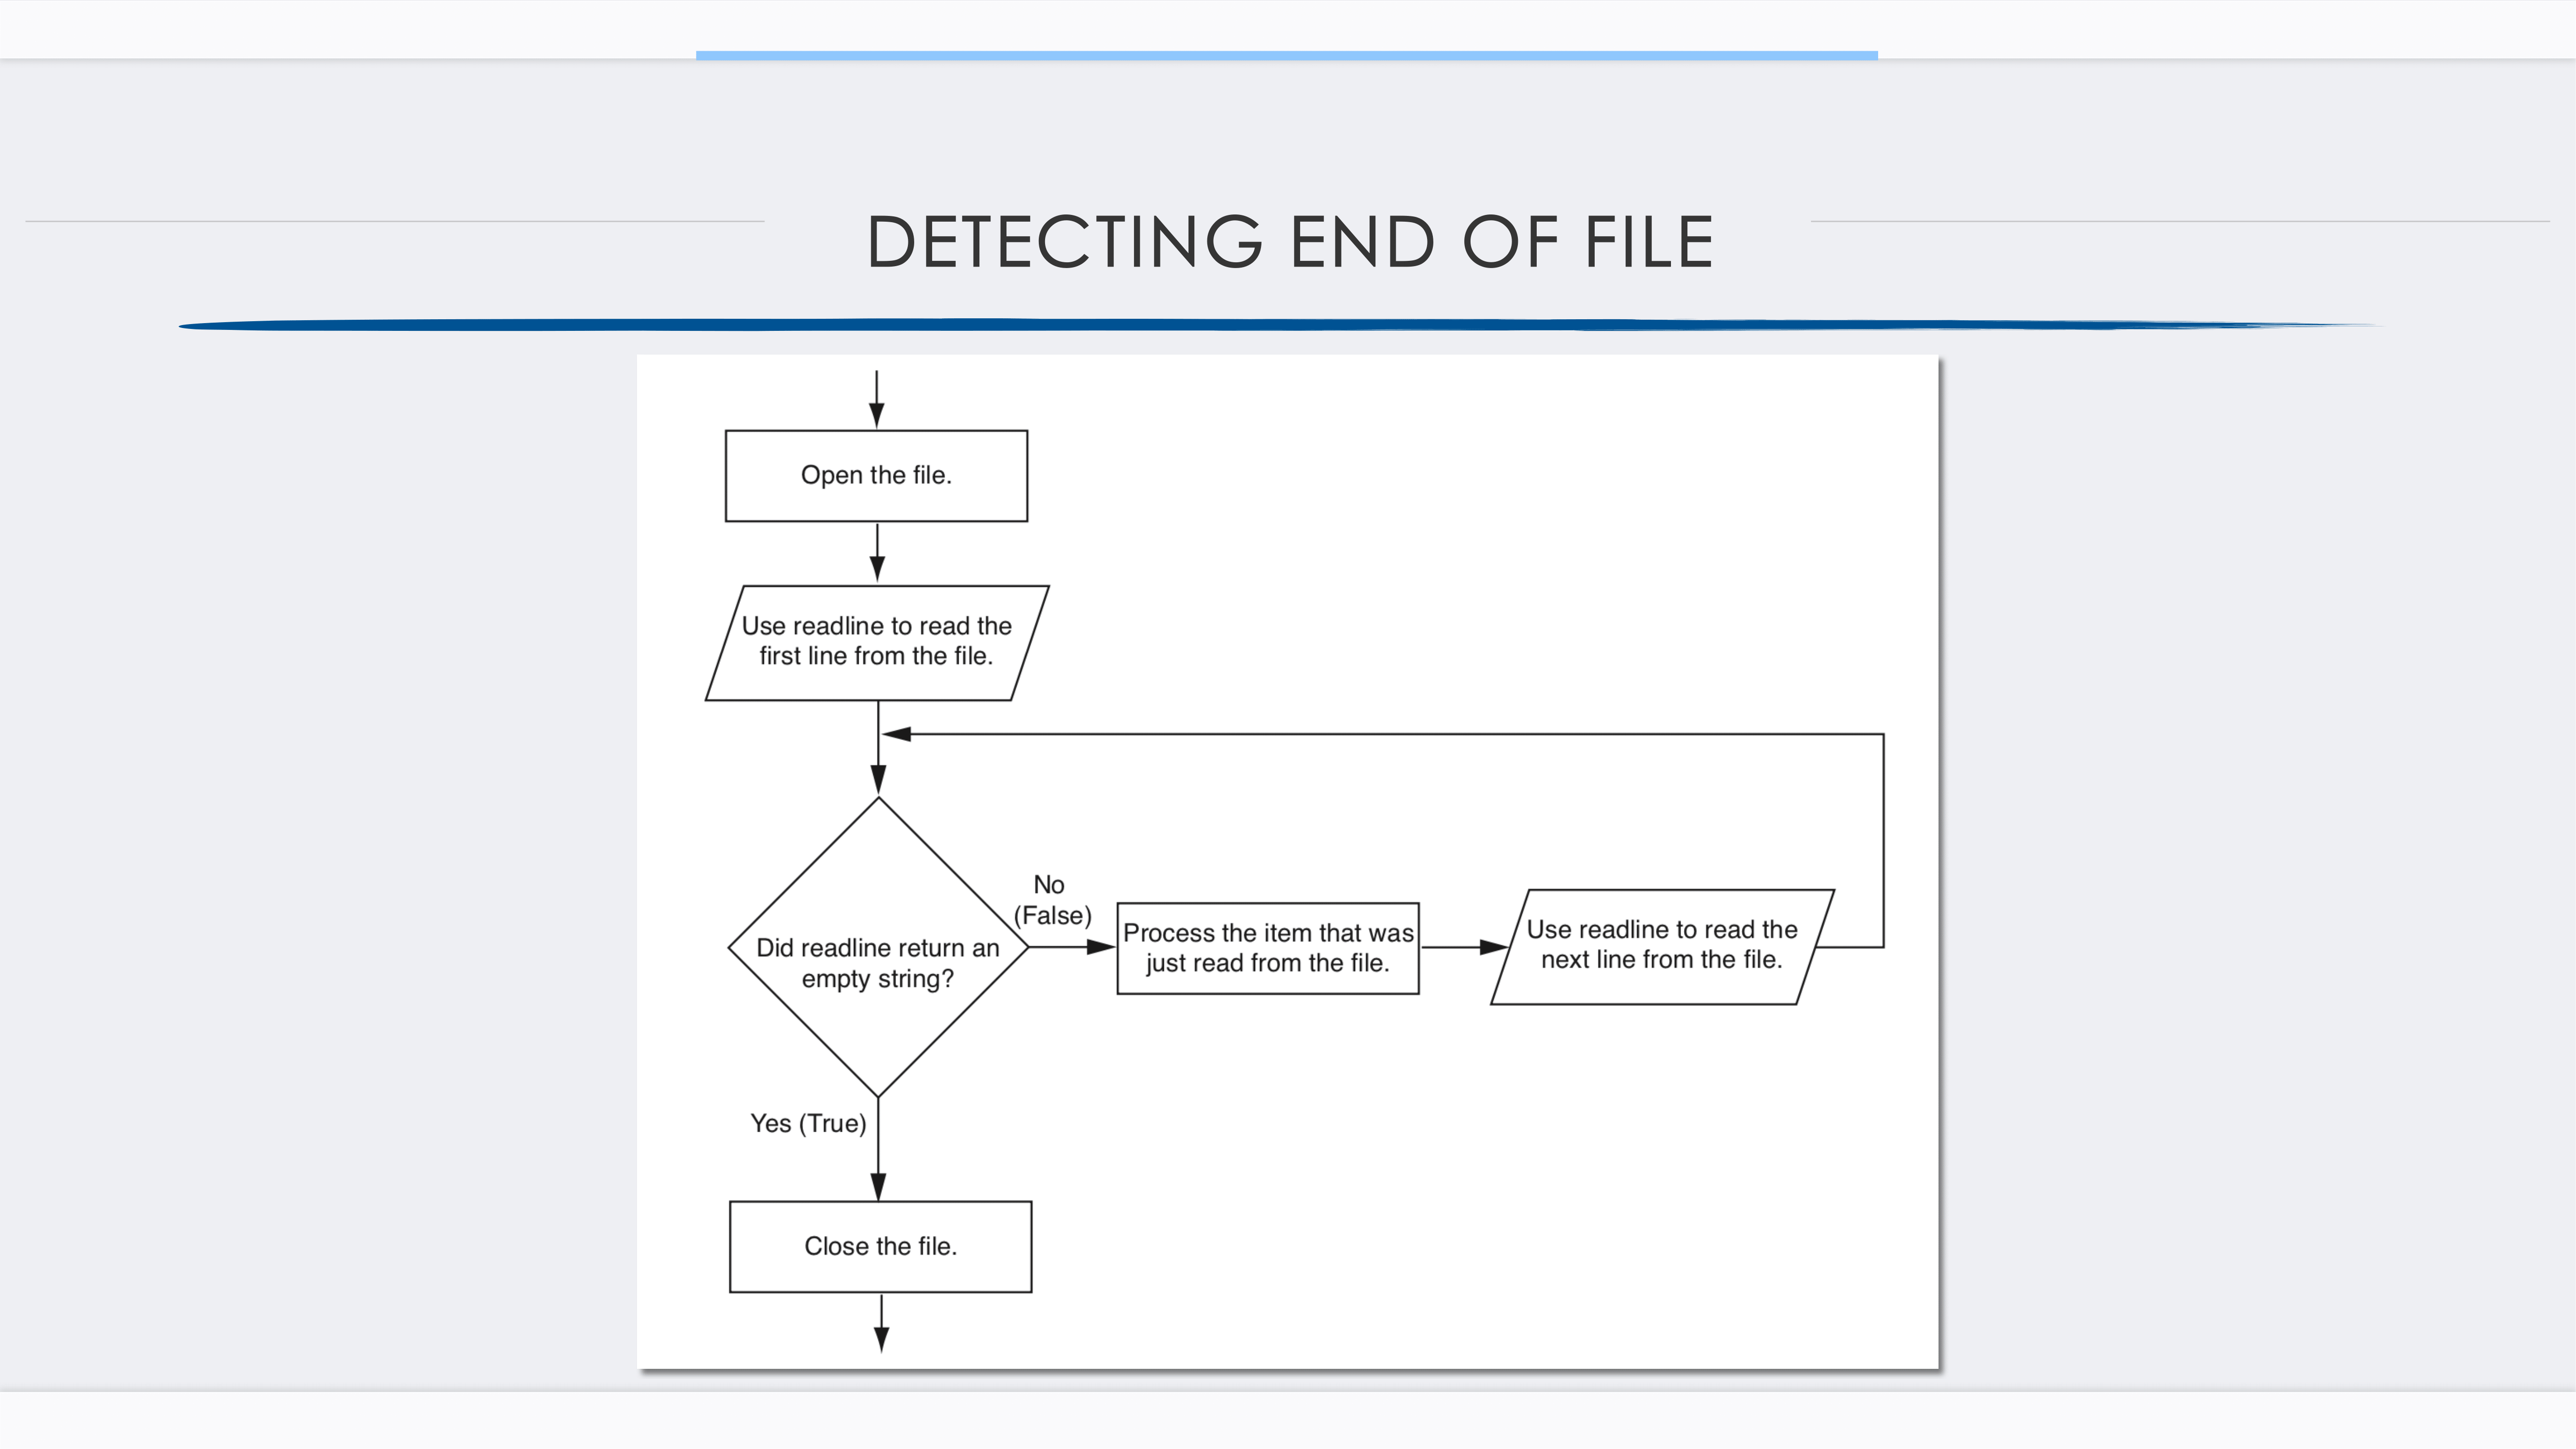 DETECTING END OF FILE
Open the file.
Use readline to read the
first line from the file.
Did readline return an
empty string?
No
(False)
Process the item that was
just read from the file.
Use readline to read the
next line from the file.
Yes (True)
Close the file.